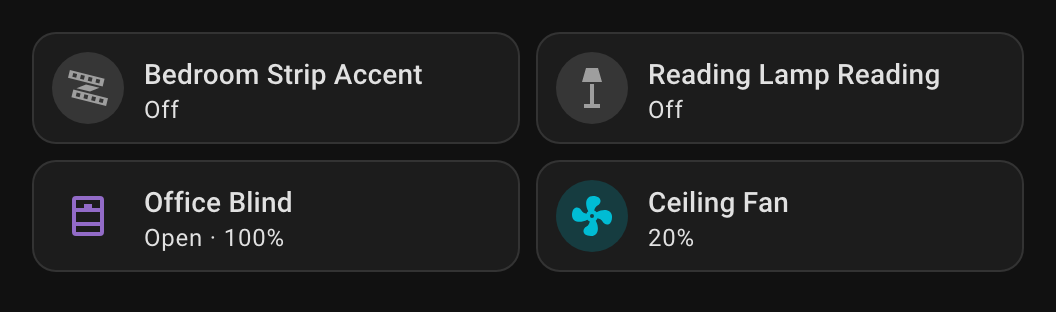 Bedroom Strip Accent
Off
Reading Lamp Reading
Off
Office Blind
Open · 100%
Ceiling Fan
20%